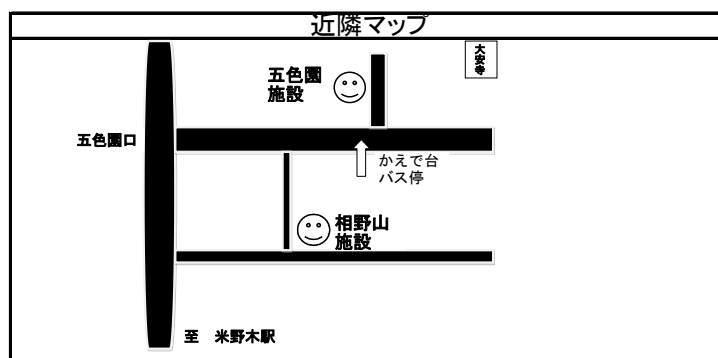 近隣マップ
大安寺
五色園
施設
五色園口
かえで台
バス停
相野山
施設
至　米野木駅